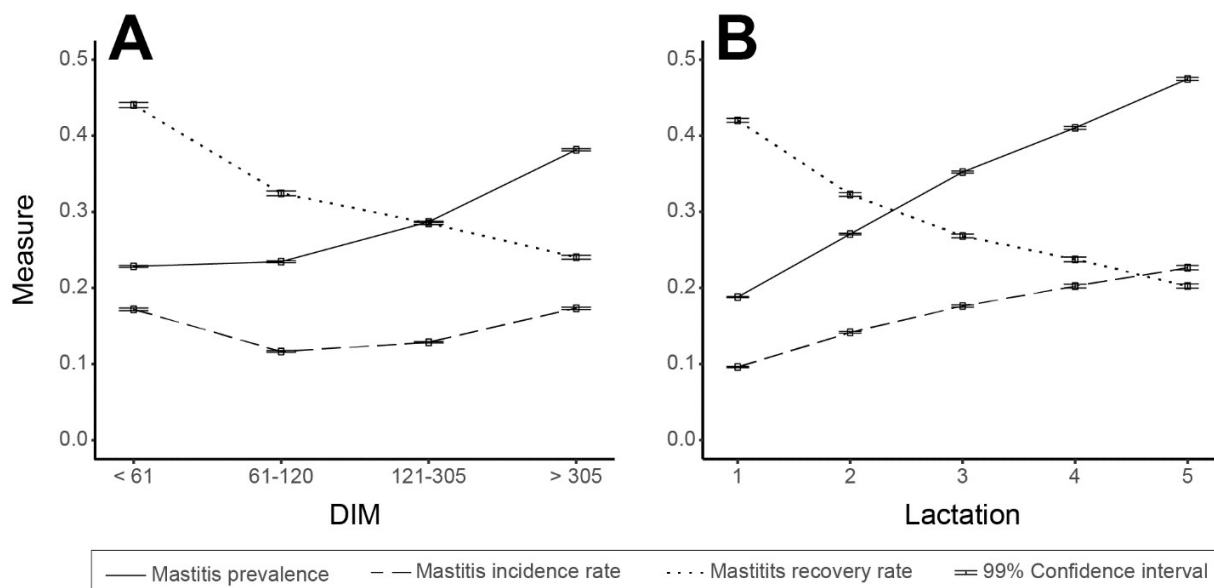 A
B
Measure
0.5
0.4
0.3
0.2
0.1
0.0
< 61
61-120
121-305
> 305
DIM
0.5
0.4
0.3
0.2
0.1
0.0
1
2
3
4
5
Lactation
Mastitis prevalence
Mastitis incidence rate
Mastitits recovery rate
99% Confidence interval